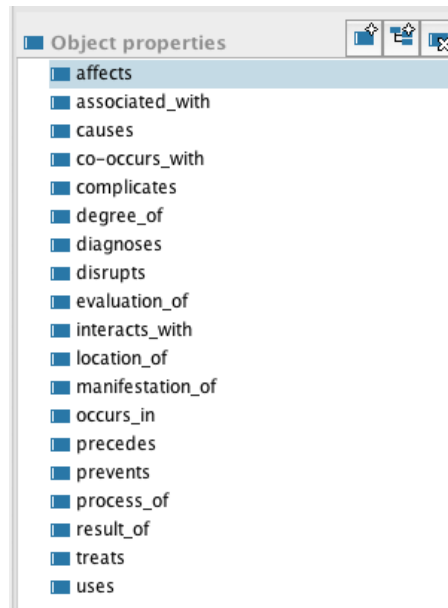 Object properties
affects
associated_with
causes
co-occurs_with
complicates
degree_of
diagnoses
disrupts
evaluation_of
interacts_with
location_of
manifestation_of
occurs_in
precedes
prevents
process_of
result_of
treats
uses